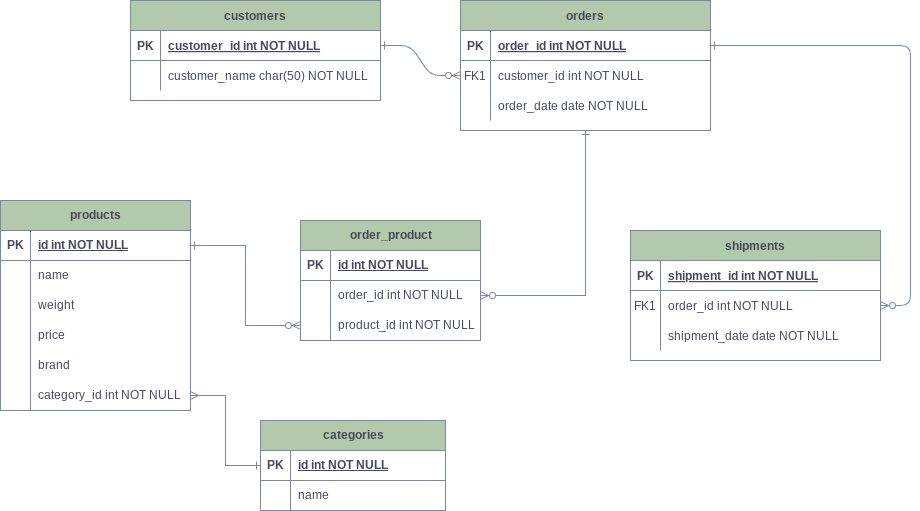 customers
PK customer_id int NOT NULL
customer_name char(50) NOT NULL
orders
PK order_id int NOT NULL
FK1 customer_id int NOT NULL
order_date date NOT NULL
products
PK id int NOT NULL
name
weight
price
brand
category_id int NOT NULL
order_product
PK id int NOT NULL
order_id int NOT NULL
product_id int NOT NULL
shipments
PK shipment_id int NOT NULL
FK1 order_id int NOT NULL
shipment_date date NOT NULL
categories
PK id int NOT NULL
name